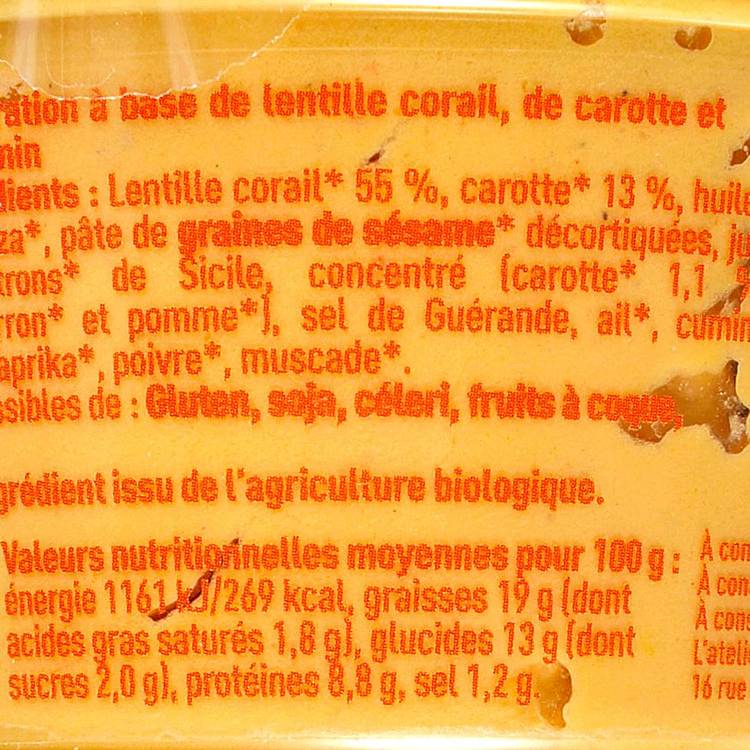 ation à base de lentille corail, de carotte et
min
dients : Lentille corail* 55 %, carotte* 13 %, huil
za*, pâte de graines de sésame* décortiquées, ju
trons* de Sicile, concentré (carotte* 1,1
ron* et pomme*), sel de Guérande, ail*, cumin
aprika*, poivre*, muscade*.
ssibles de : Gluten, soja, céleri, fruits à coque,
grédient issu de l'agriculture biologique.
Valeurs nutritionnelles moyennes pour 100 g :
énergie 1161 kJ/269 kcal, graisses 19 g (dont
acides gras saturés 1,8 g), glucides 13 g (dont
sucres 2,0 g), protéines 8,8 g, sel 1,2 g.
À con
À con
À cons
L'ateli
16 rue